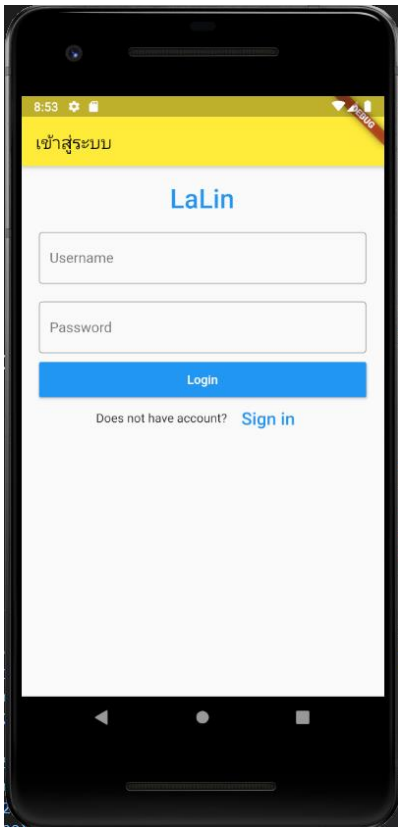 8:53
DEBUG
เข้าสู่ระบบ
LaLin
Username
Password
Login
Does not have account? Sign in